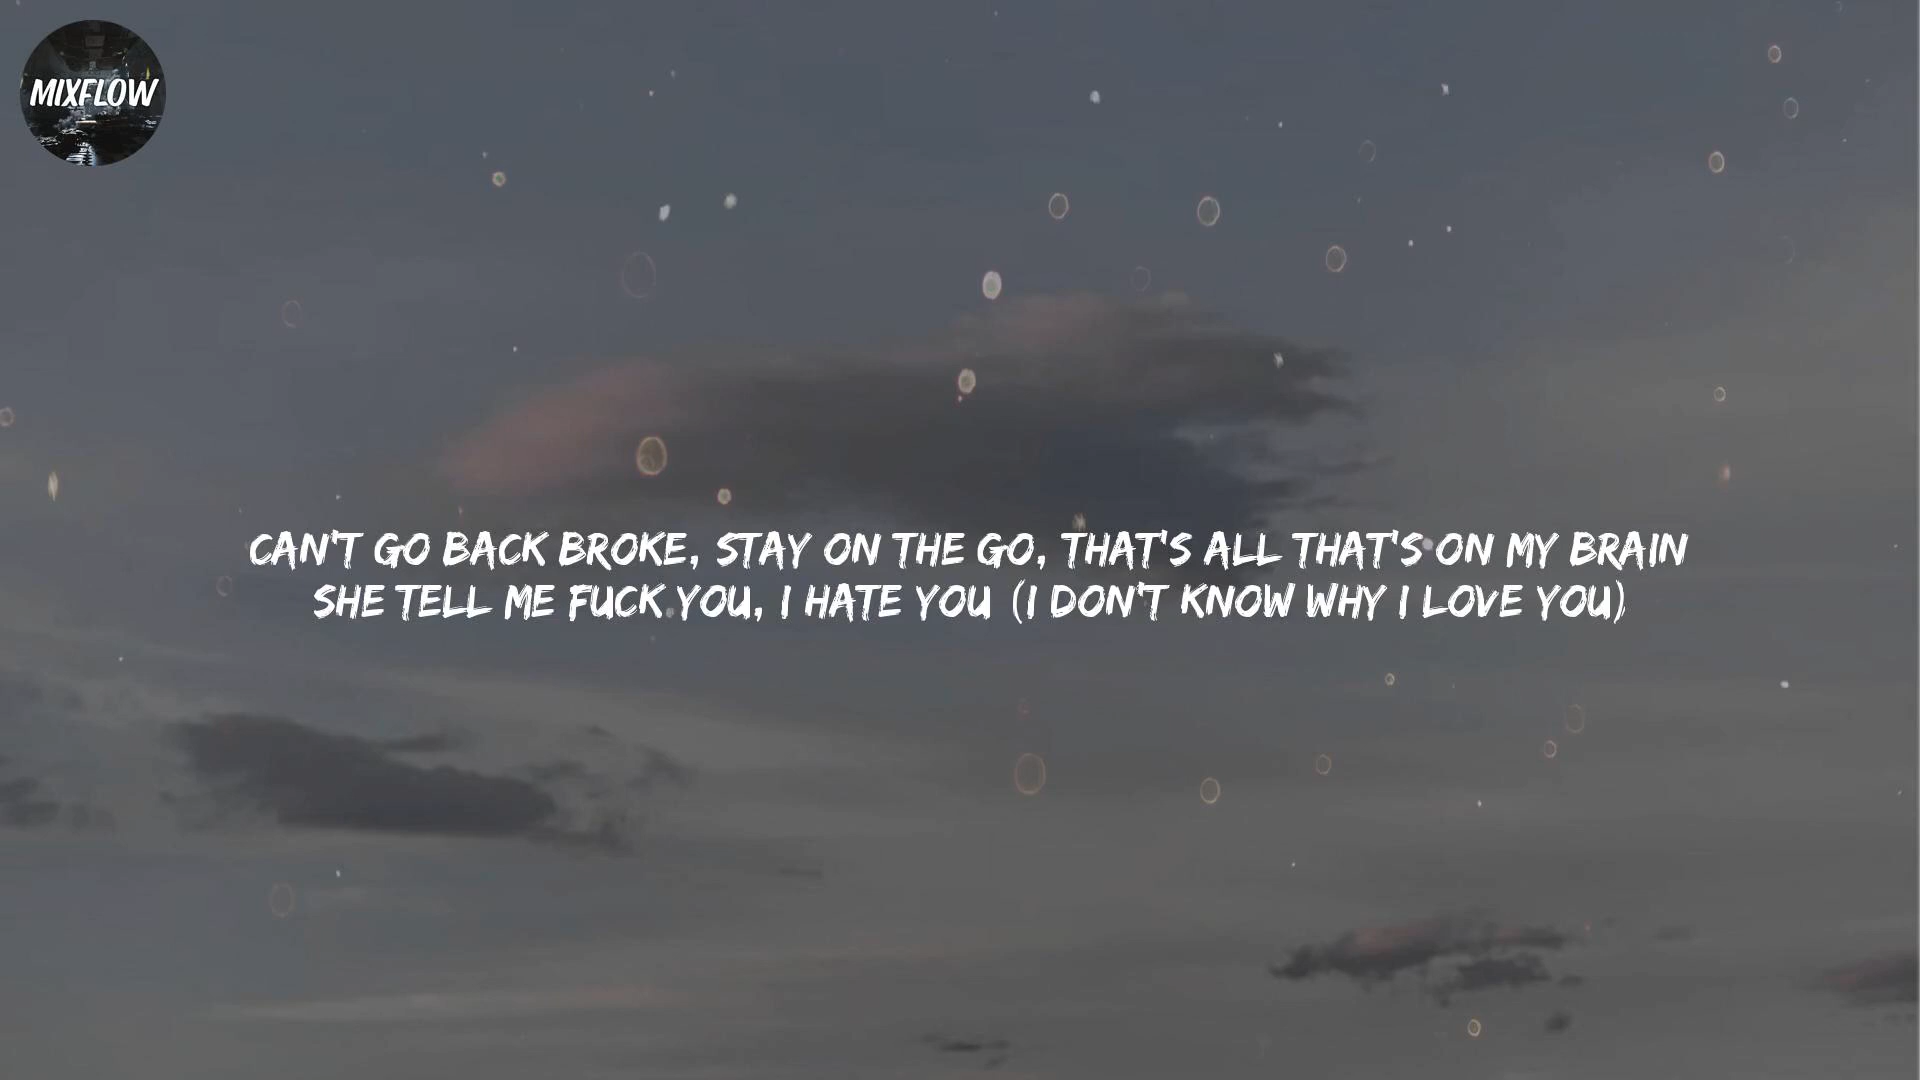 MIXFLOW
CAN'T GO BACK BROKE, STAY ON THE GO, THAT'S ALL THAT'S ON MY BRAIN
SHE TELL ME FUCK YOU, I HATE YOU (I DON'T KNOW WHY I LOVE YOU)